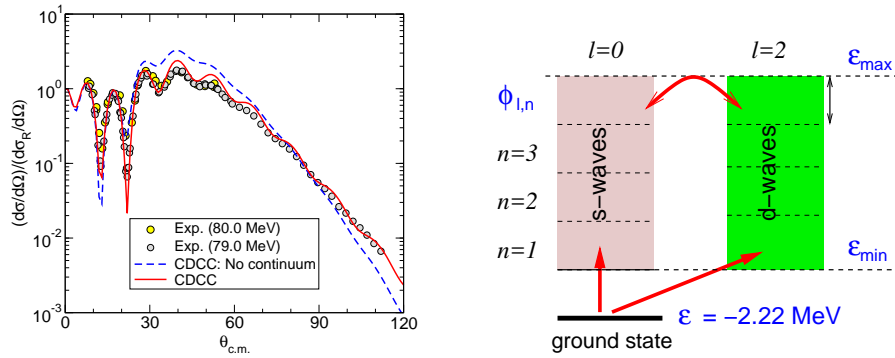 (dσ/dΩ)/(dσ_R/dΩ)
10^1
10^0
10^-1
10^-2
10^-3
0 30 60 90 120
θ_c.m.
Exp. (80.0 MeV)
Exp. (79.0 MeV)
CDCC: No continuum
CDCC
l=0 l=2
ε_max
ϕ_l,n
n=3
n=2
n=1
s-waves
d-waves
ε_min
ε = −2.22 MeV
ground state